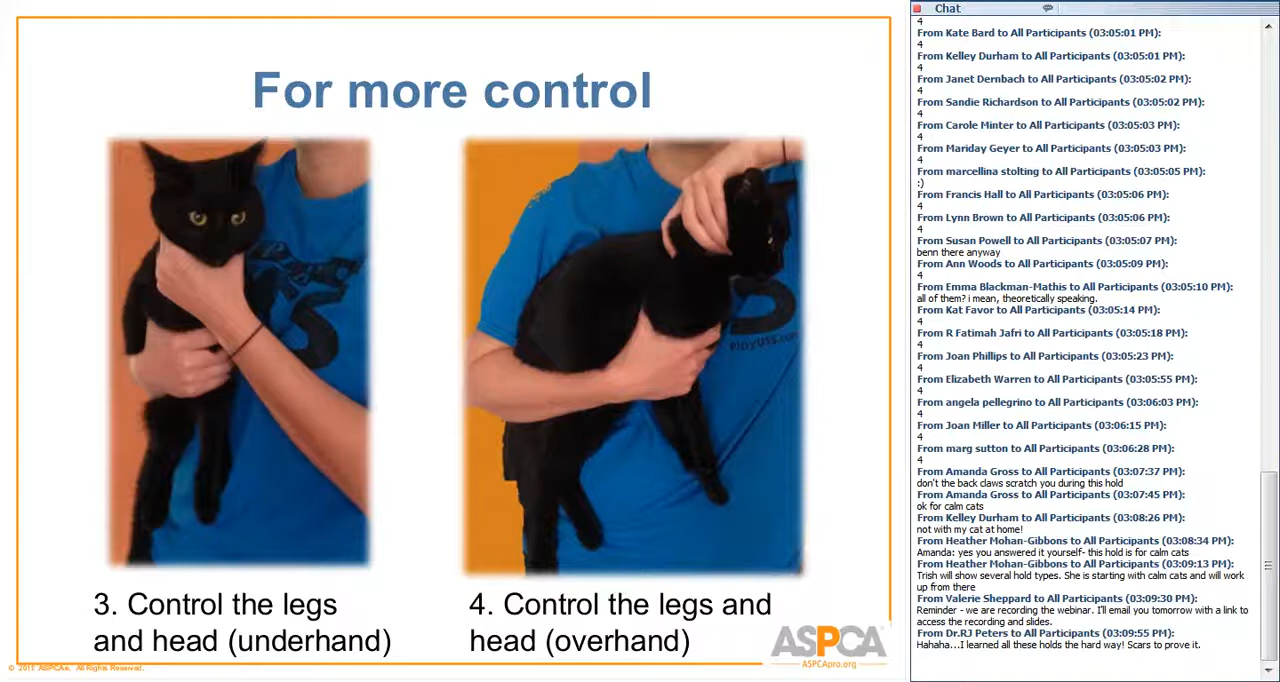 For more control
3. Control the legs
and head (underhand)
4. Control the legs and
head (overhand)
ASPCA
ASPCApro.org
© 2011 ASPCA®. All Rights Reserved.
Chat
4
From Kate Bard to All Participants (03:05:01 PM):
4
From Kelley Durham to All Participants (03:05:01 PM):
4
From Janet Dernbach to All Participants (03:05:02 PM):
4
From Sandie Richardson to All Participants (03:05:02 PM):
4
From Carole Minter to All Participants (03:05:03 PM):
4
From Mariday Geyer to All Participants (03:05:03 PM):
4
From marcellina stolting to All Participants (03:05:05 PM):
:)
From Francis Hall to All Participants (03:05:06 PM):
4
From Lynn Brown to All Participants (03:05:06 PM):
4
From Susan Powell to All Participants (03:05:07 PM):
benn there anyway
From Ann Woods to All Participants (03:05:09 PM):
4
From Emma Blackman-Mathis to All Participants (03:05:10 PM):
all of them? i mean, theoretically speaking.
From Kat Favor to All Participants (03:05:14 PM):
4
From R Fatimah Jafri to All Participants (03:05:18 PM):
4
From Joan Phillips to All Participants (03:05:23 PM):
4
From Elizabeth Warren to All Participants (03:05:55 PM):
4
From angela pellegrino to All Participants (03:06:03 PM):
4
From Joan Miller to All Participants (03:06:15 PM):
4
From marg sutton to All Participants (03:06:28 PM):
4
From Amanda Gross to All Participants (03:07:37 PM):
don't the back claws scratch you during this hold
From Amanda Gross to All Participants (03:07:45 PM):
ok for calm cats
From Kelley Durham to All Participants (03:08:26 PM):
not with my cat at home!
From Heather Mohan-Gibbons to All Participants (03:08:34 PM):
Amanda: yes you answered it yourself- this hold is for calm cats
From Heather Mohan-Gibbons to All Participants (03:09:13 PM):
Trish will show several hold types. She is starting with calm cats and will work
up from there
From Valerie Sheppard to All Participants (03:09:30 PM):
Reminder - we are recording the webinar. I'll email you tomorrow with a link to
access the recording and slides.
From Dr.RJ Peters to All Participants (03:09:55 PM):
Hahaha...I learned all these holds the hard way! Scars to prove it.